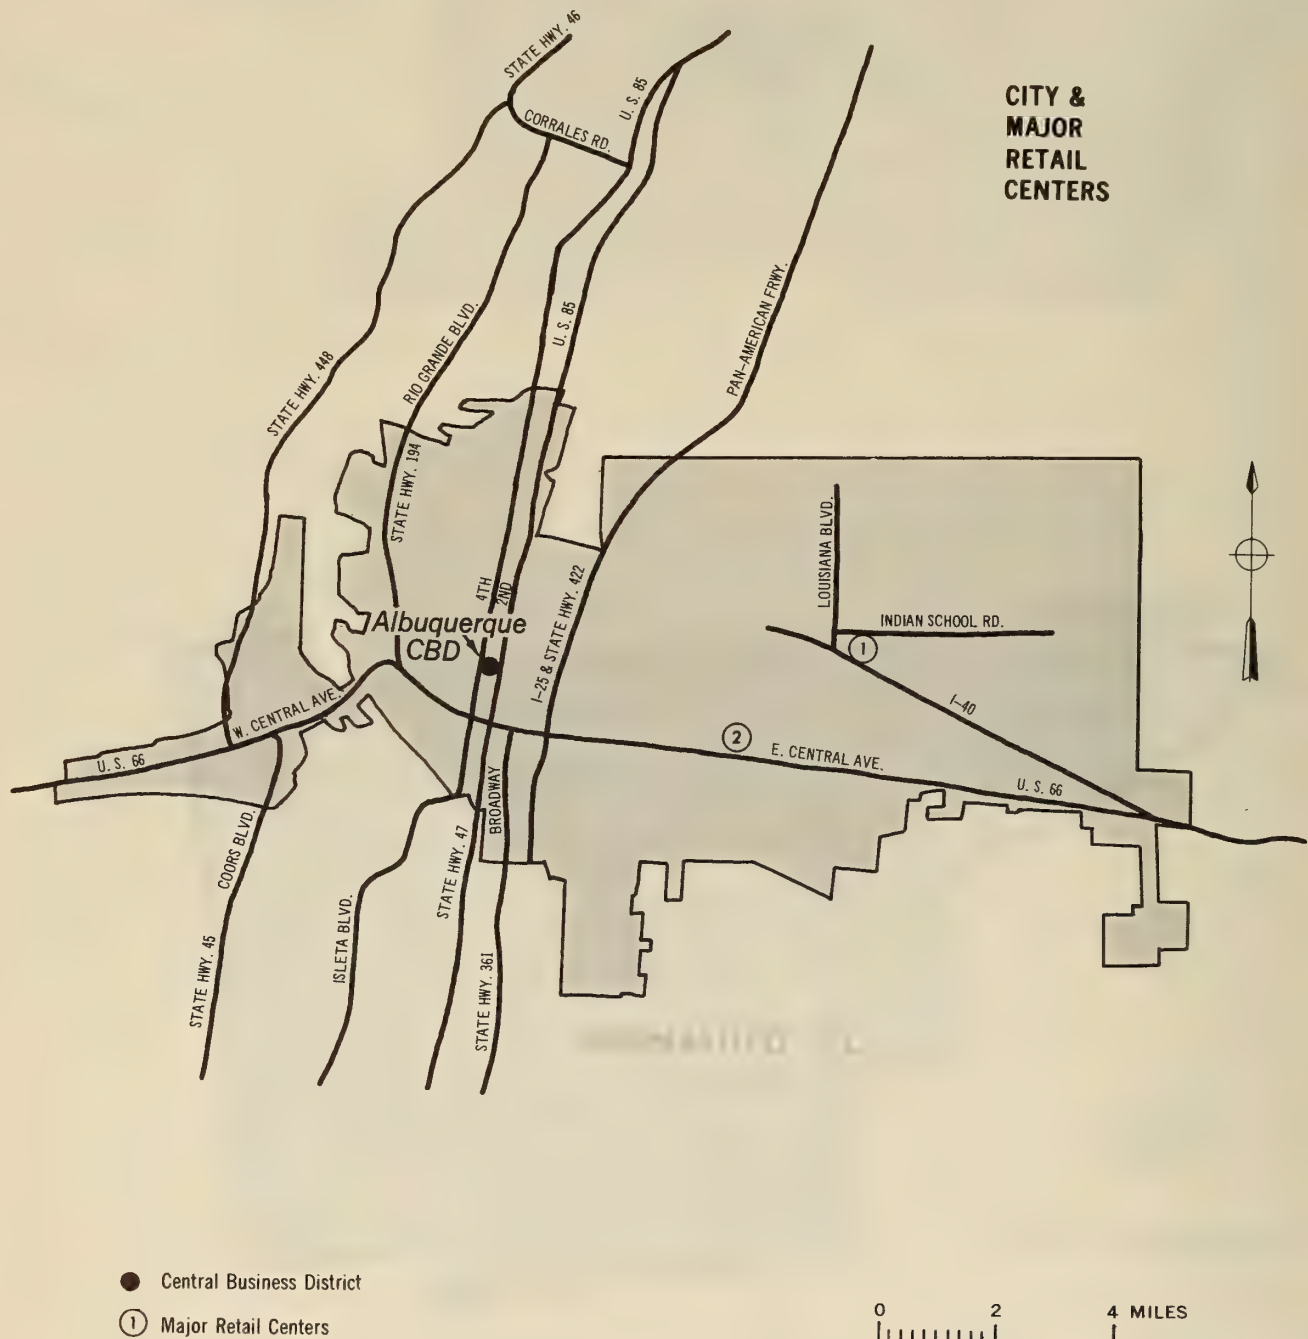 CITY &
MAJOR
RETAIL
CENTERS
STATE HWY. 46
U. S. 85
CORRALES RD.
PAN-AMERICAN FRWY.
U. S. 85
RIO GRANDE BLVD.
STATE HWY. 448
STATE HWY. 194
LOUISIANA BLVD.
4TH
2ND
I-25 & STATE HWY. 422
INDIAN SCHOOL RD.
Albuquerque
CBD
1
I-40
W. CENTRAL AVE.
2
E. CENTRAL AVE.
U. S. 66
U. S. 66
BROADWAY
COORS BLVD.
STATE HWY. 47
ISLETA BLVD.
STATE HWY. 45
STATE HWY. 361
Central Business District
1 Major Retail Centers
0 2 4 MILES